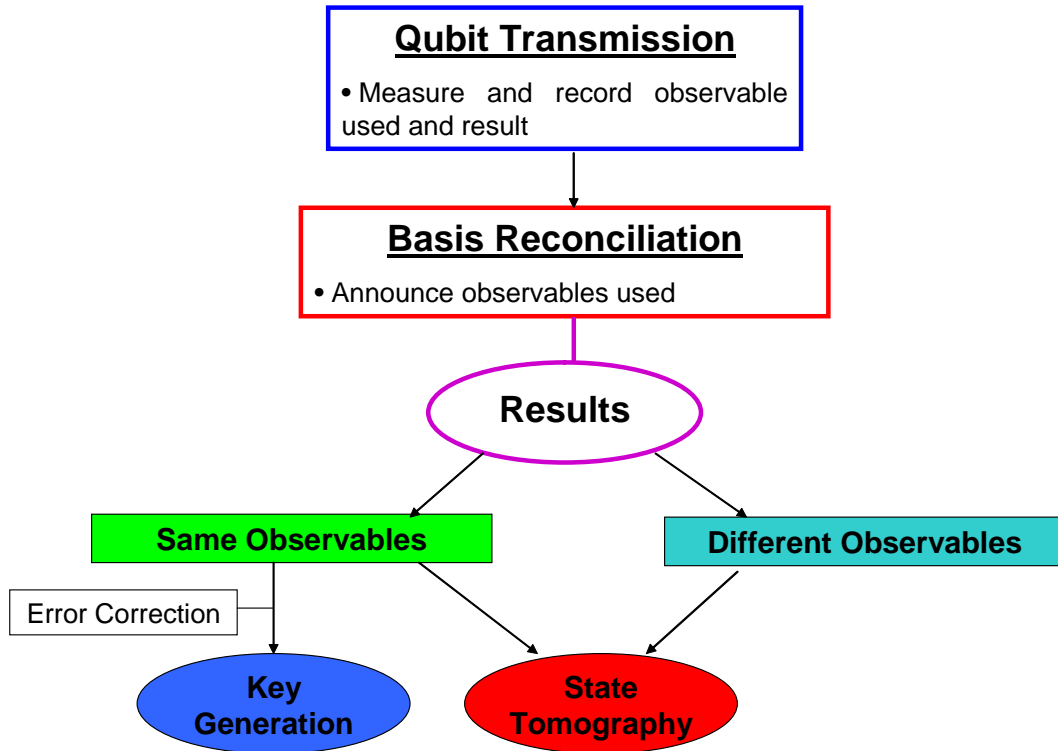 Qubit Transmission
• Measure and record observable
used and result
Basis Reconciliation
• Announce observables used
Results
Same Observables
Different Observables
Error Correction
Key
Generation
State
Tomography